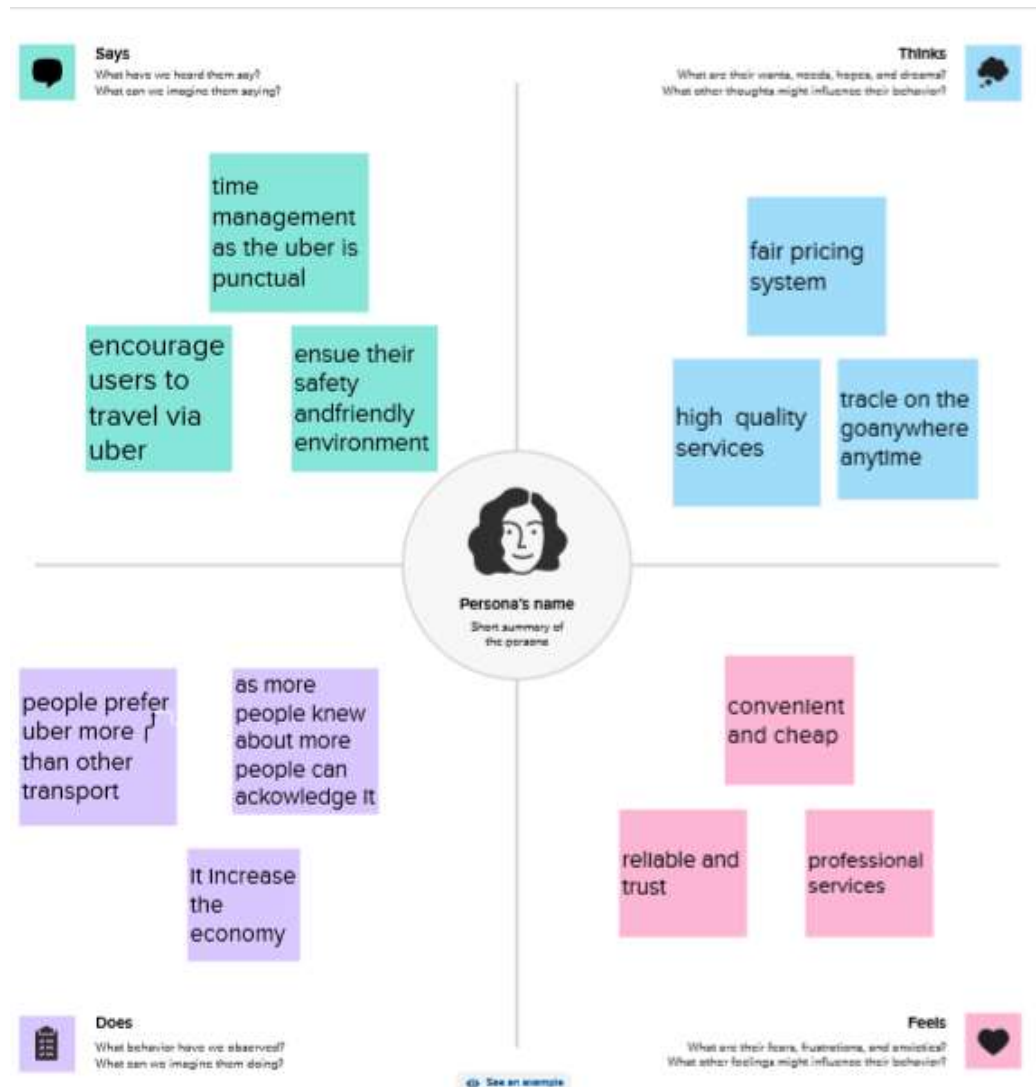 Says
What have we heard them say?
What can we imagine them saying?
Thinks
What are their wants, needs, hopes, and dreams?
What other thoughts might influence their behavior?
time
management
as the uber is
punctual
encourage
users to
travel via
uber
ensue their
safety
andfriendly
environment
fair pricing
system
high quality
services
tracle on the
goanywhere
anytime
Persona's name
Short summary of
the persona
people prefer
uber more
than other
transport
as more
people knew
about more
people can
ackowledge it
it increase
the
economy
convenient
and cheap
reliable and
trust
professional
services
Does
What behavior have we observed?
What can we imagine them doing?
Feels
What are their fears, frustrations, and anxieties?
What other feelings might influence their behavior?
See an example